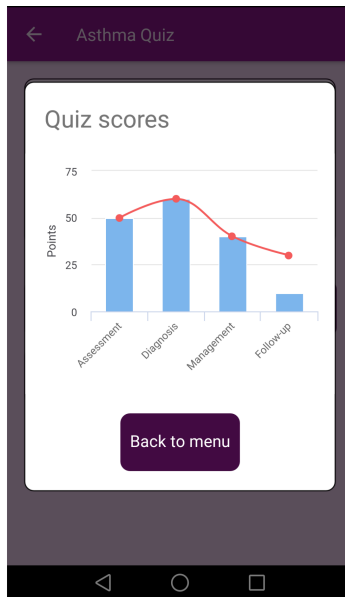 Asthma Quiz
Quiz scores
Points
75
50
25
0
Assessment
Diagnosis
Management
Follow-up
Back to menu